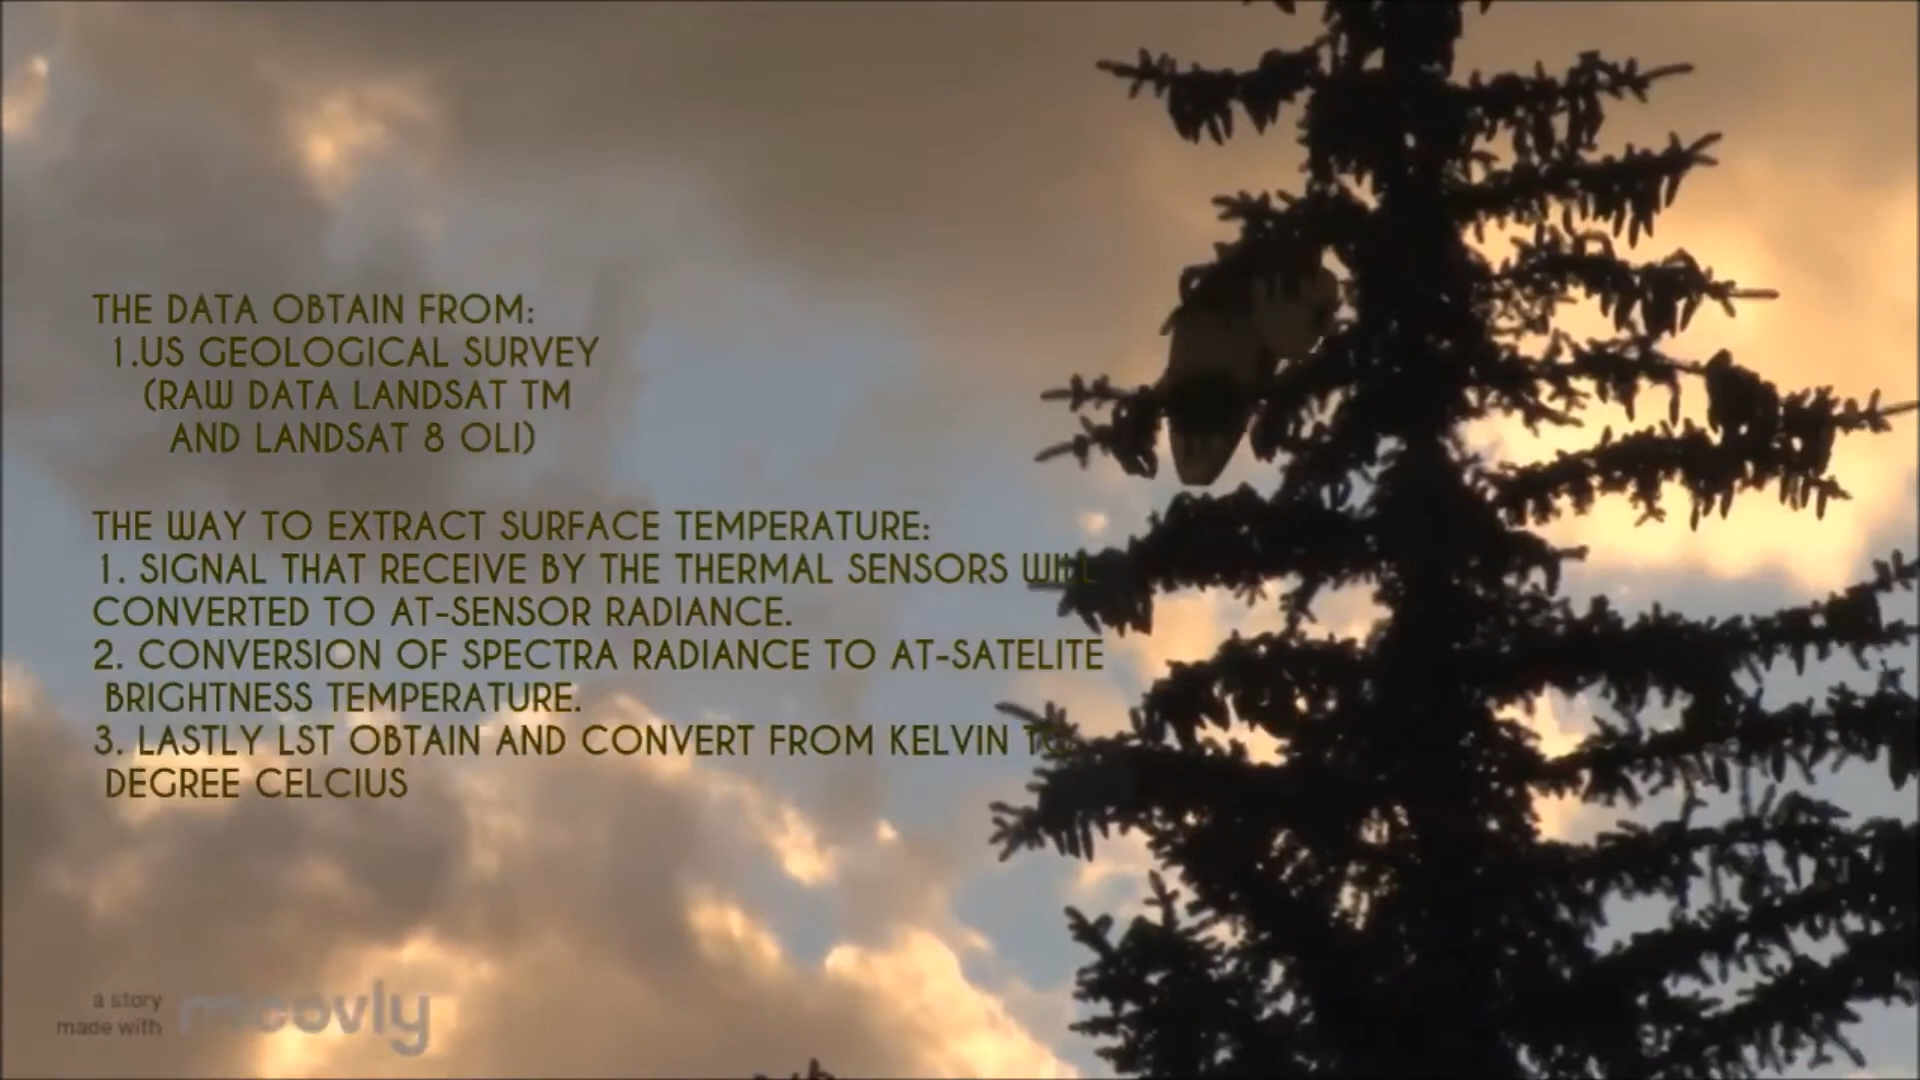 THE DATA OBTAIN FROM:
1.US GEOLOGICAL SURVEY
(RAW DATA LANDSAT TM
AND LANDSAT 8 OLI)
THE WAY TO EXTRACT SURFACE TEMPERATURE:
1. SIGNAL THAT RECEIVE BY THE THERMAL SENSORS WILL
CONVERTED TO AT-SENSOR RADIANCE.
2. CONVERSION OF SPECTRA RADIANCE TO AT-SATELITE
BRIGHTNESS TEMPERATURE.
3. LASTLY LST OBTAIN AND CONVERT FROM KELVIN TO
DEGREE CELCIUS
a story
made with moovly